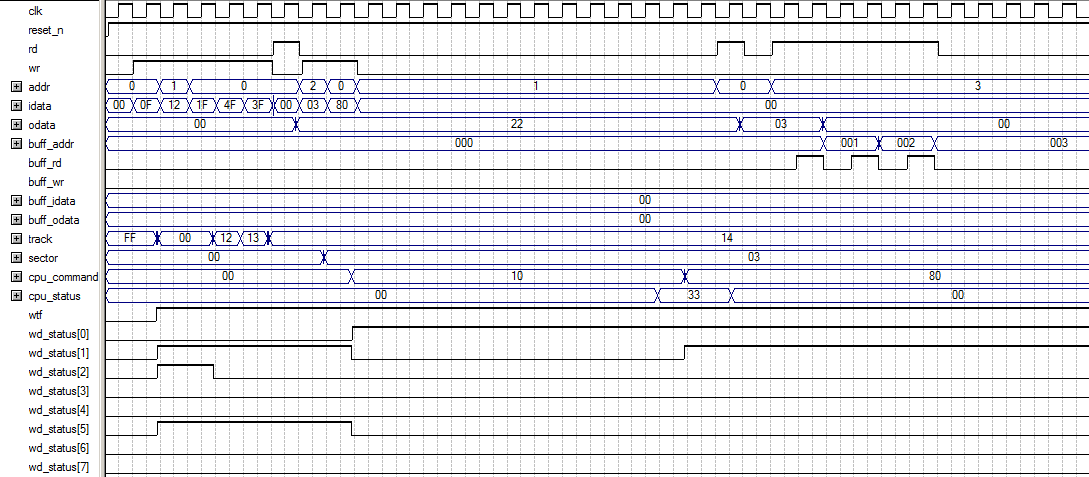 clk
reset_n
rd
wr
addr 0 1 0 2 0 1 0 3
idata 00 0F 12 1F 4F 3F 00 03 80 00
odata 00 22 03 00
buff_addr 000 001 002 003
buff_rd
buff_wr
buff_idata 00
buff_odata 00
track FF 00 12 13 14
sector 00 03
cpu_command 00 10 80
cpu_status 00 33 00
wtf
wd_status[0]
wd_status[1]
wd_status[2]
wd_status[3]
wd_status[4]
wd_status[5]
wd_status[6]
wd_status[7]